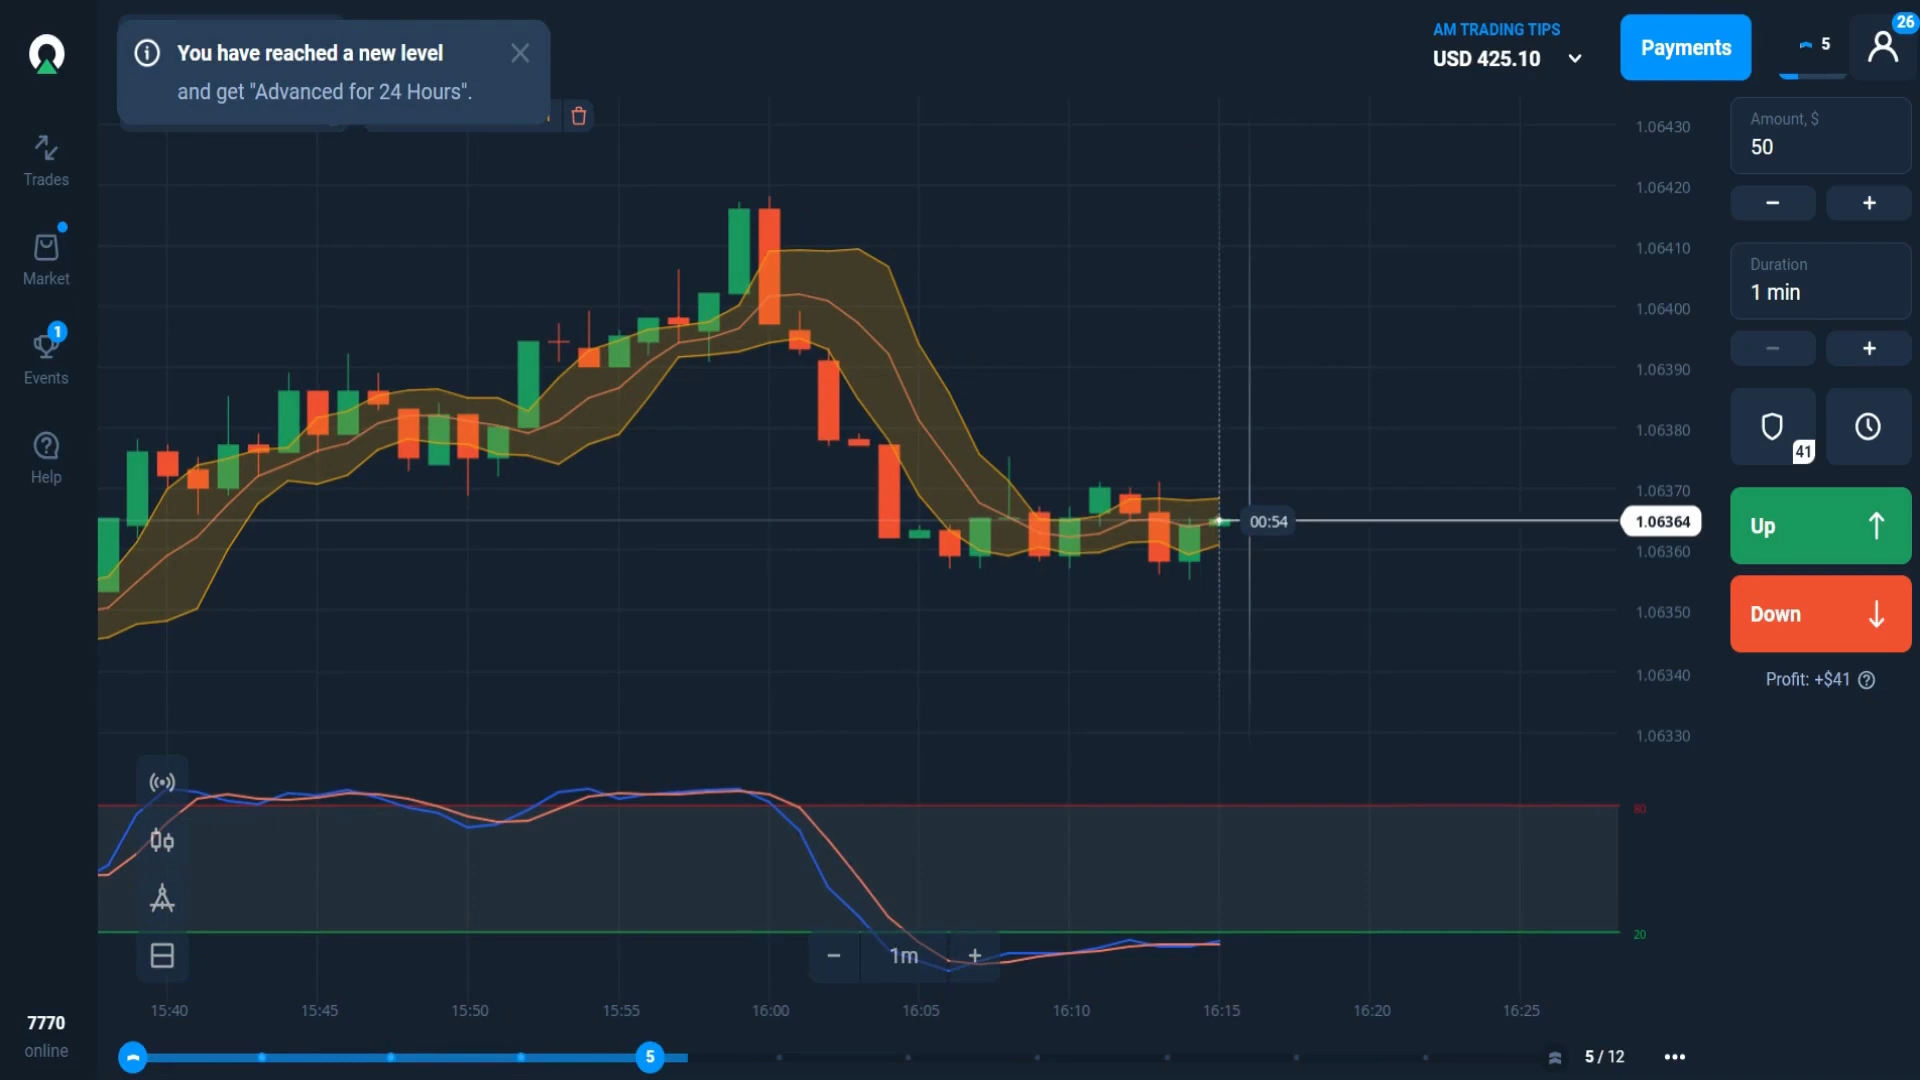 You have reached a new level
and get "Advanced for 24 Hours".
AM TRADING TIPS
USD 425.10
Payments
5
26
Trades
Market
1
Events
Help
7770
online
1.06430
1.06420
1.06410
1.06400
1.06390
1.06380
1.06370
1.06364
1.06360
1.06350
1.06340
1.06330
00:54
80
20
Amount, $
50
− +
Duration
1 min
− +
41
Up
Down
Profit: +$41
− 1m +
15:40 15:45 15:50 15:55 16:00 16:05 16:10 16:15 16:20 16:25
5
5 / 12